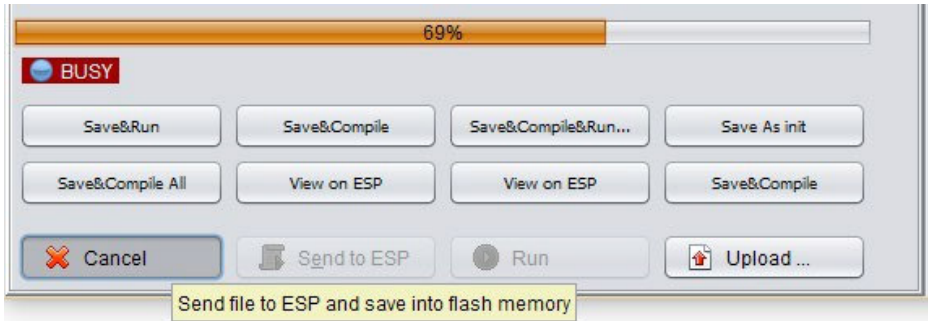 69%
BUSY
Save&Run Save&Compile Save&Compile&Run... Save As init
Save&Compile All View on ESP View on ESP Save&Compile
Cancel Send to ESP Run Upload ...
Send file to ESP and save into flash memory